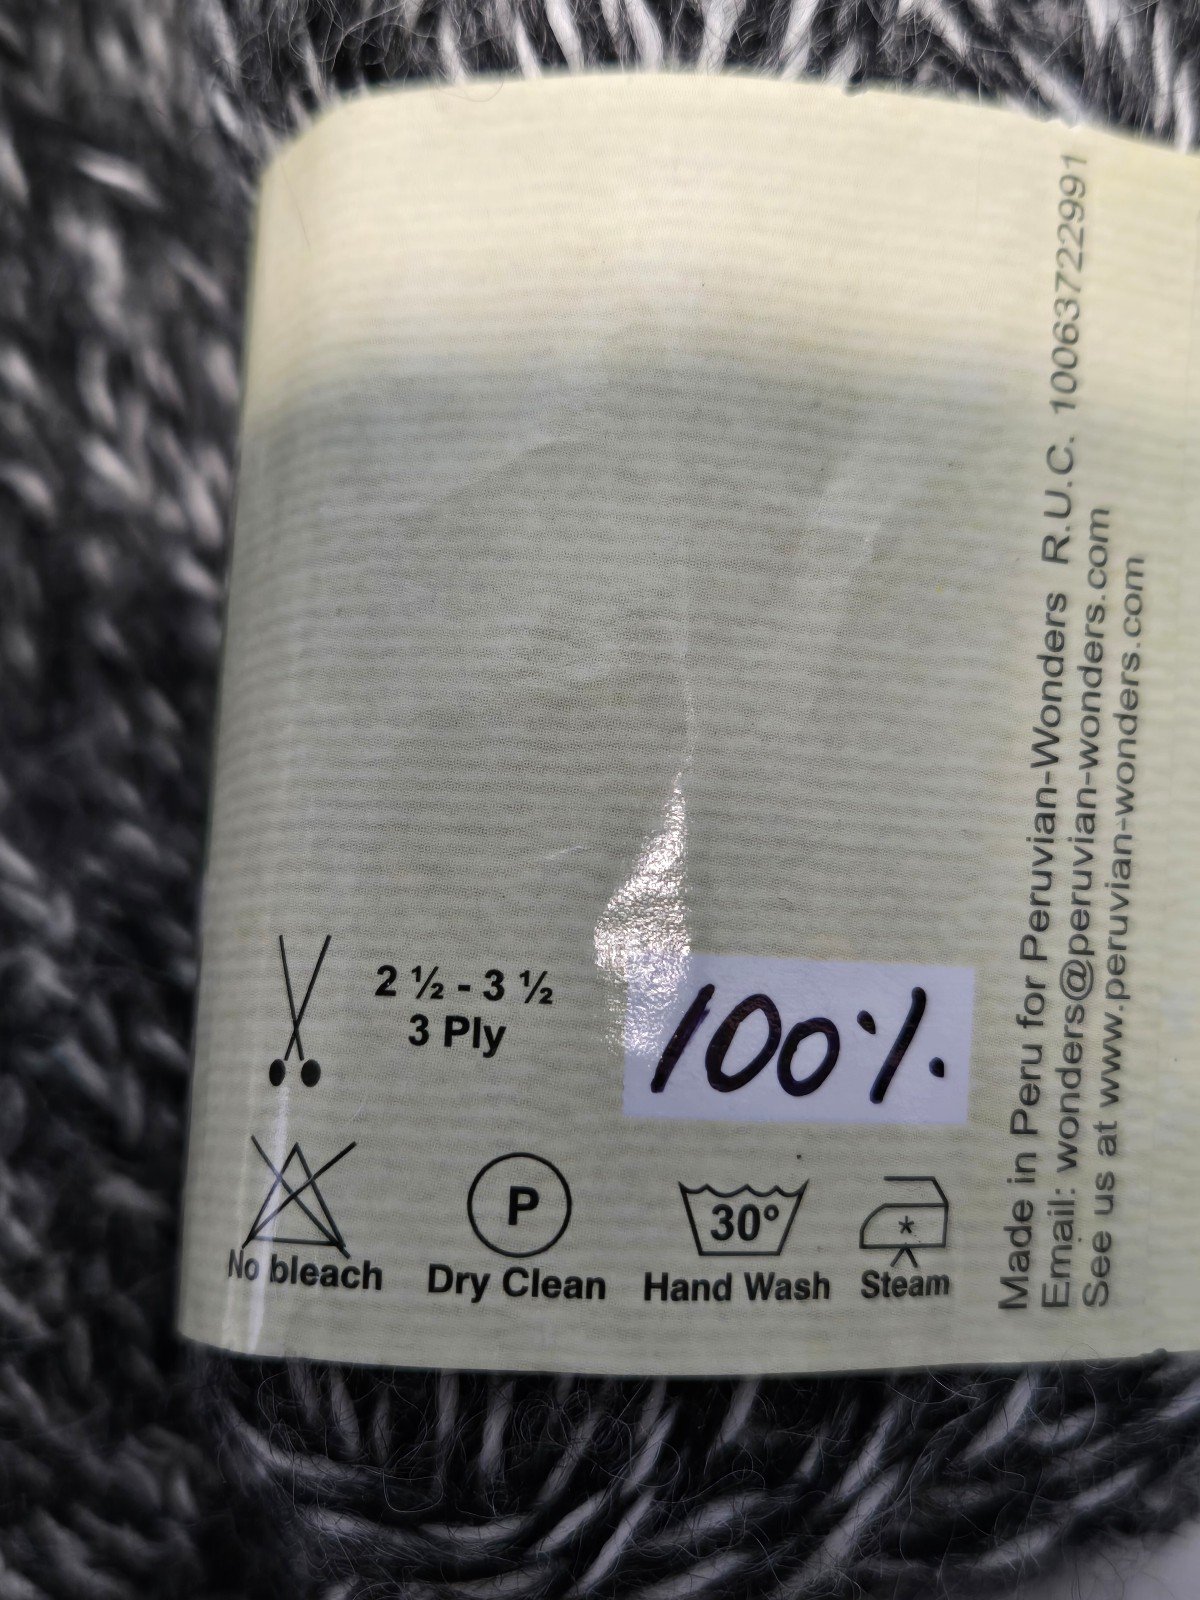 2 ½ - 3 ½
3 Ply
100%.
P
30°
No bleach
Dry Clean
Hand Wash
Steam
Made in Peru for Peruvian-Wonders R.U.C. 10063722991
Email: wonders@peruvian-wonders.com
See us at www.peruvian-wonders.com